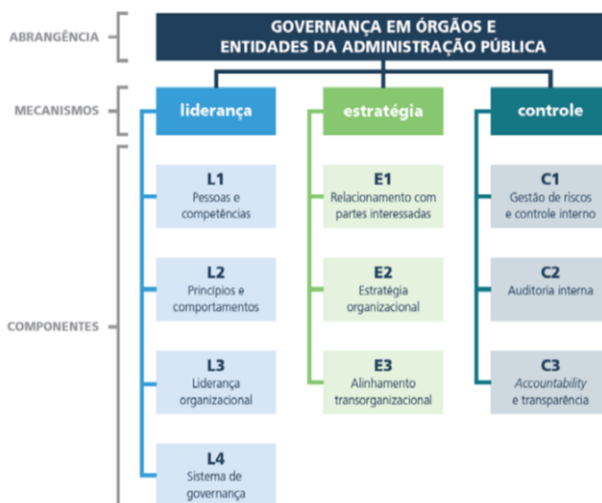 ABRANGÊNCIA
GOVERNANÇA EM ÓRGÃOS E
ENTIDADES DA ADMINISTRAÇÃO PÚBLICA
MECANISMOS
liderança
estratégia
controle
COMPONENTES
L1
Pessoas e
competências
E1
Relacionamento com
partes interessadas
C1
Gestão de riscos
e controle interno
L2
Princípios e
comportamentos
E2
Estratégia
organizacional
C2
Auditoria interna
L3
Liderança
organizacional
E3
Alinhamento
transorganizacional
C3
Accountability
e transparência
L4
Sistema de
governança